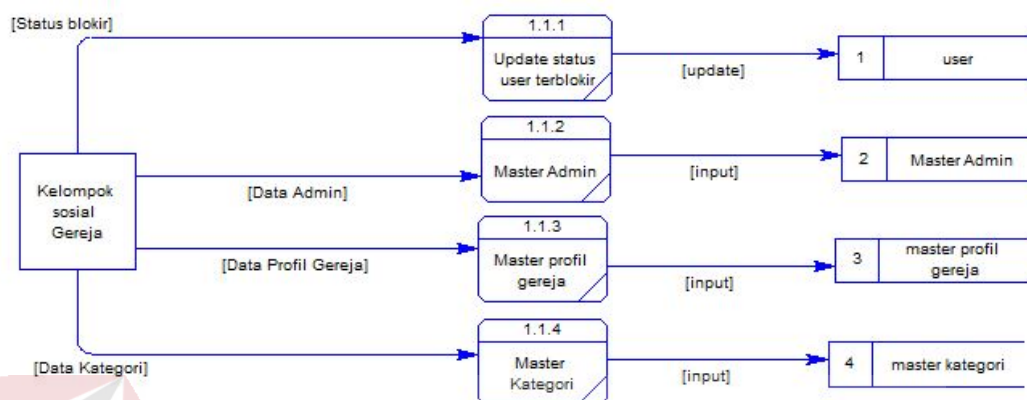 [Status blokir]
1.1.1
Update status
user terblokir
[update]
1
user
1.1.2
Master Admin
[input]
2
Master Admin
Kelompok
sosial
Gereja
[Data Admin]
1.1.3
Master profil
gereja
[Data Profil Gereja]
[input]
3
master profil
gereja
1.1.4
Master
Kategori
[Data Kategori]
[input]
4
master kategori